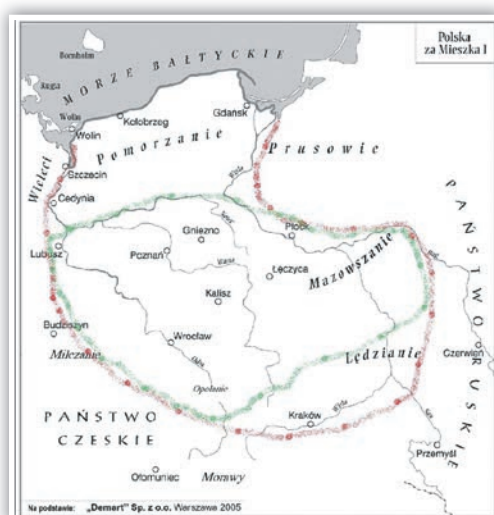 Polska
za Mieszka I
Bornholm
MORZE BAŁTYCKIE
Rugia
Wolin
Wolin
Kołobrzeg
Gdańsk
Pomorzanie
Prusowie
Wieleci
Szczecin
Cedynia
Wisła
PAŃSTWO RUSKIE
Gniezno
Płock
Lubusz
Poznań
Warta
Łęczyca
Mazowszanie
Kalisz
Budziszyn
Milczanie
Wrocław
Odra
Opolanie
Lędzianie
Czerwień
PAŃSTWO
CZESKIE
Kraków
Wisła
San
Przemyśl
Ołomuniec
Morawy
Na podstawie: „Demart" Sp. z o.o. Warszawa 2005